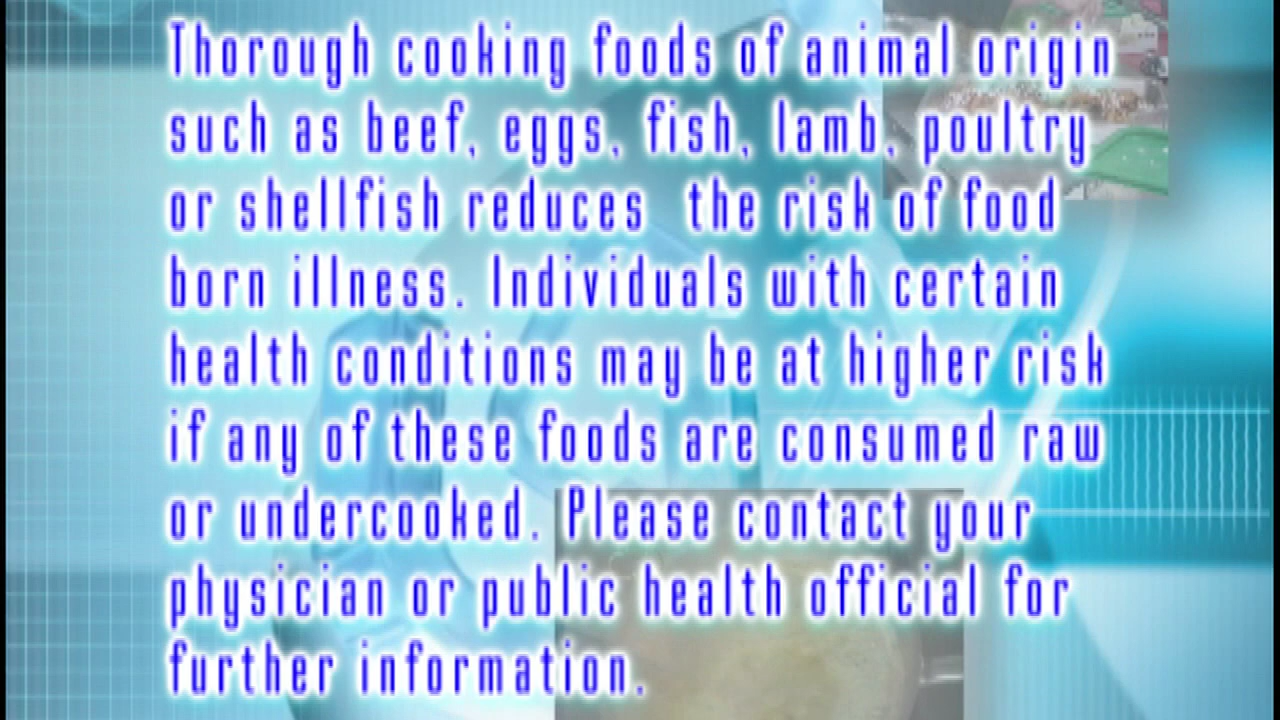 Thorough cooking foods of animal origin
such as beef, eggs, fish, lamb, poultry
or shellfish reduces  the risk of food
born illness. Individuals with certain
health conditions may be at higher risk
if any of these foods are consumed raw
or undercooked. Please contact your
physician or public health official for
further information.